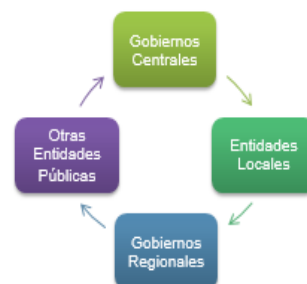 Gobiernos
Centrales
Entidades
Locales
Gobiernos
Regionales
Otras
Entidades
Públicas